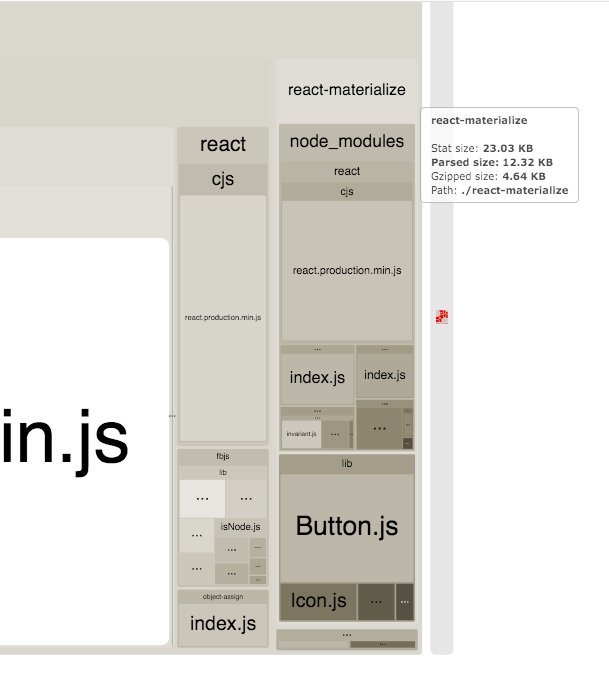 react-materialize
react
node_modules
react-materialize
Stat size: 23.03 KB
Parsed size: 12.32 KB
Gzipped size: 4.64 KB
Path: ./react-materialize
cjs
react
cjs
react.production.min.js
react.production.min.js
...
...
index.js
index.js
in.js
...
...
...
...
invariant.js
...
...
fbjs
lib
lib
...
...
Button.js
...
isNode.js
...
...
...
...
...
...
Icon.js
...
...
object-assign
index.js
...